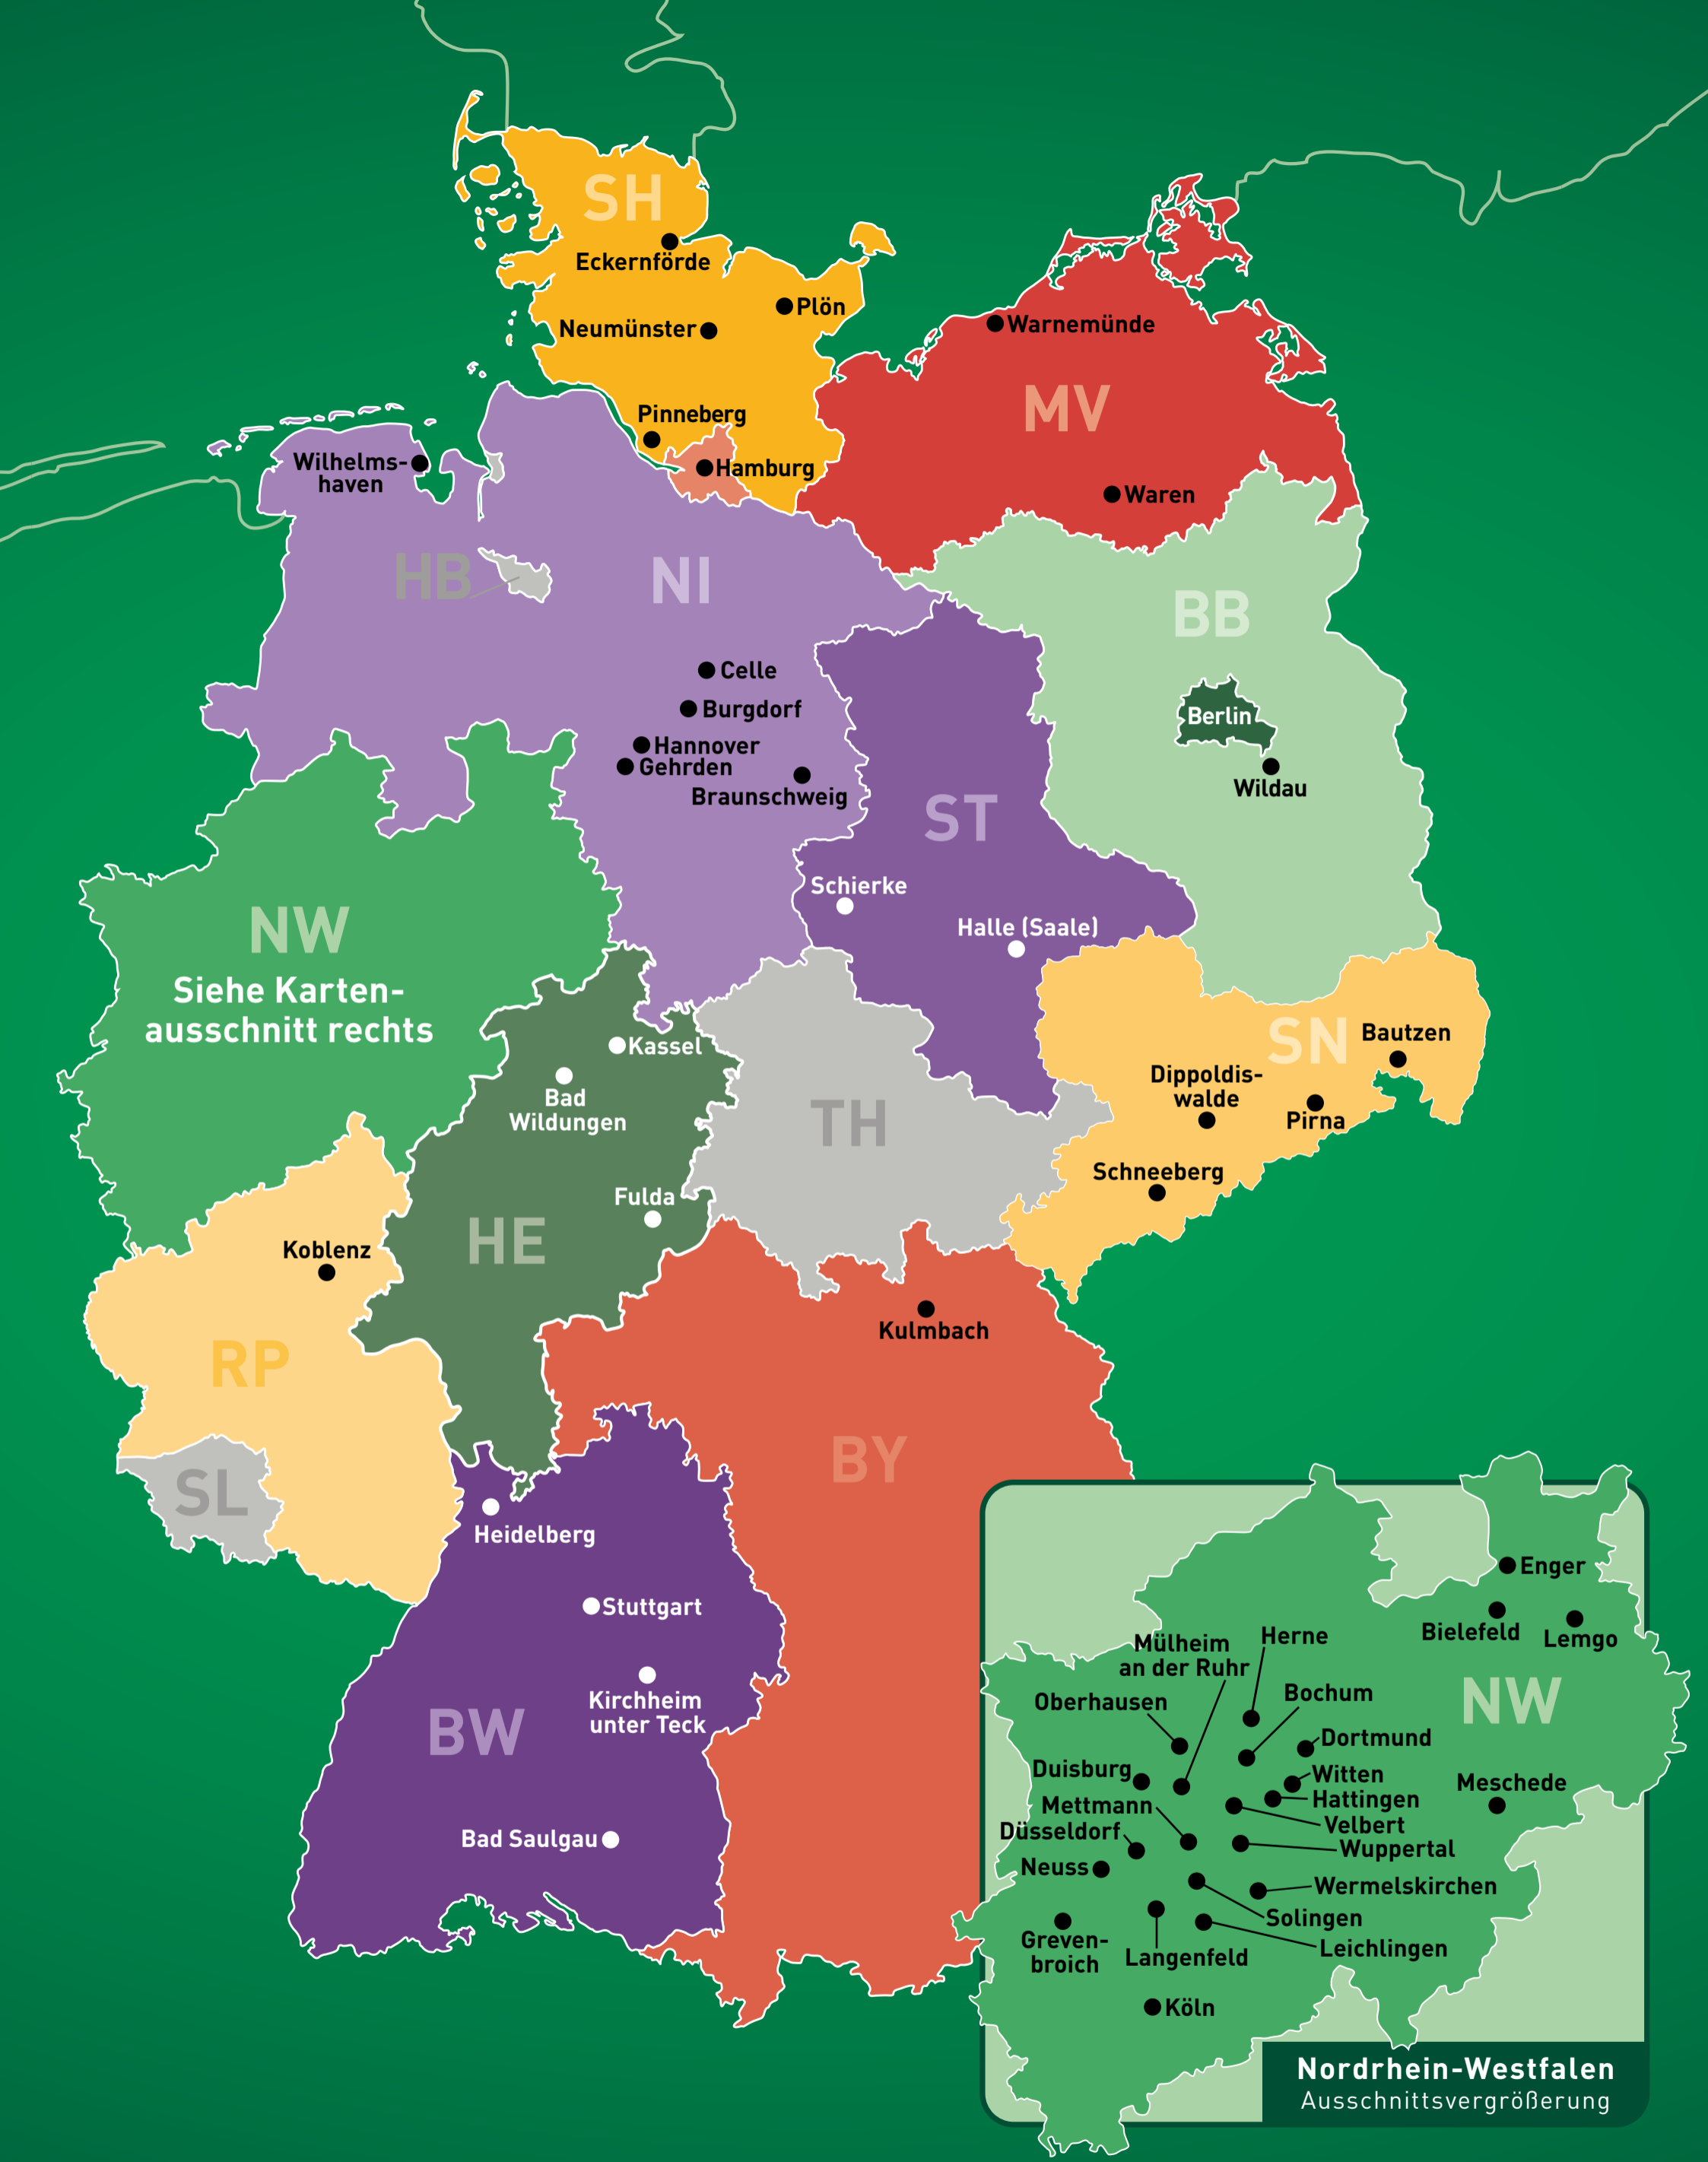 SH
Eckernförde
Plön
Neumünster
Warnemünde
MV
Pinneberg
Wilhelms-
haven
Hamburg
Waren
HB
NI
BB
Celle
Burgdorf
Berlin
Hannover
Gehrden
Wildau
Braunschweig
ST
Schierke
NW
Halle (Saale)
Siehe Karten-
ausschnitt rechts
SN
Bautzen
Kassel
Dippoldis-
walde
Bad
Wildungen
TH
Pirna
Schneeberg
Fulda
HE
Koblenz
Kulmbach
RP
BY
SL
Heidelberg
Stuttgart
Kirchheim
unter Teck
BW
Bad Saulgau
Enger
Bielefeld
Lemgo
Herne
Mülheim
an der Ruhr
Bochum
Oberhausen
NW
Dortmund
Duisburg
Witten
Meschede
Hattingen
Mettmann
Velbert
Düsseldorf
Wuppertal
Neuss
Wermelskirchen
Solingen
Greven-
broich
Leichlingen
Langenfeld
Köln
Nordrhein-Westfalen
Ausschnittsvergrößerung